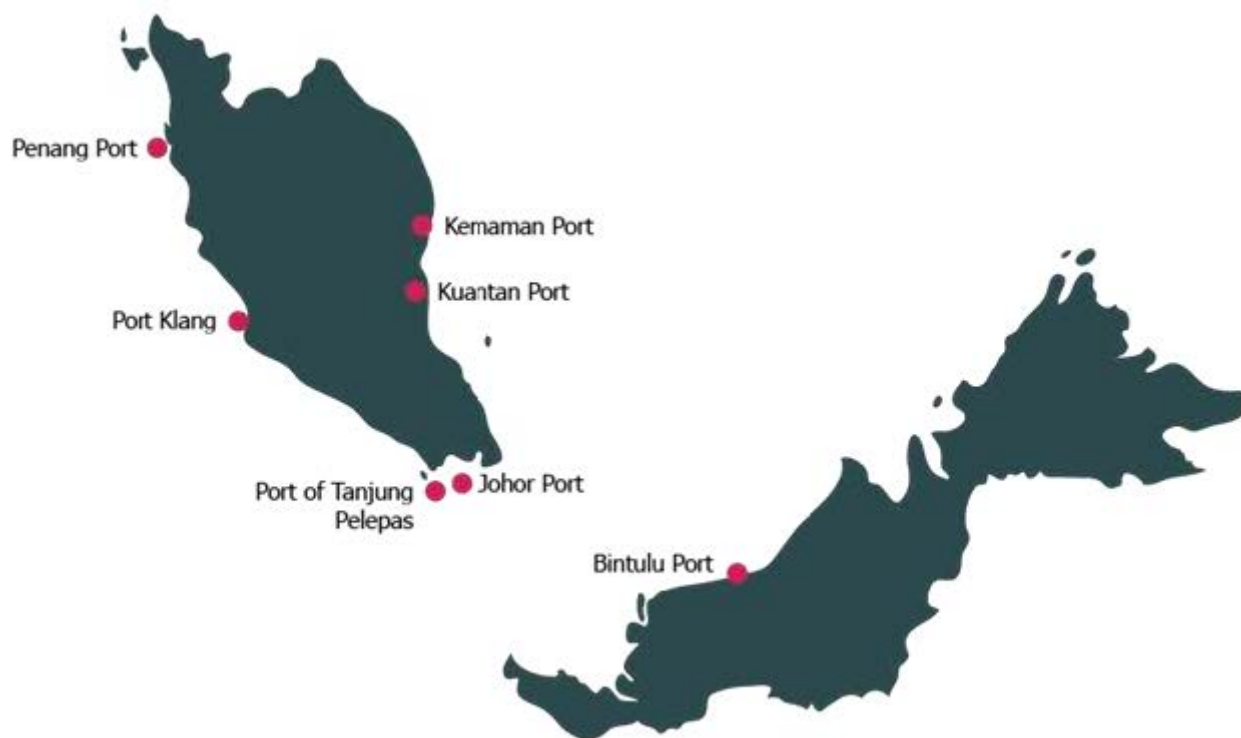 Penang Port
Kemaman Port
Kuantan Port
Port Klang
Port of Tanjung
Pelepas
Johor Port
Bintulu Port